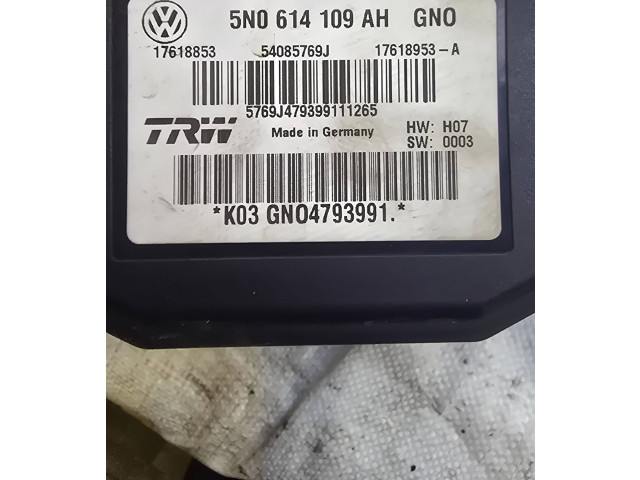 5N0 614 109 AH GNO
17618853 54085769J 17618953-A
5769J479399111265
TRW Made in Germany HW: H07
SW: 0003
*K03 GNO4793991.*